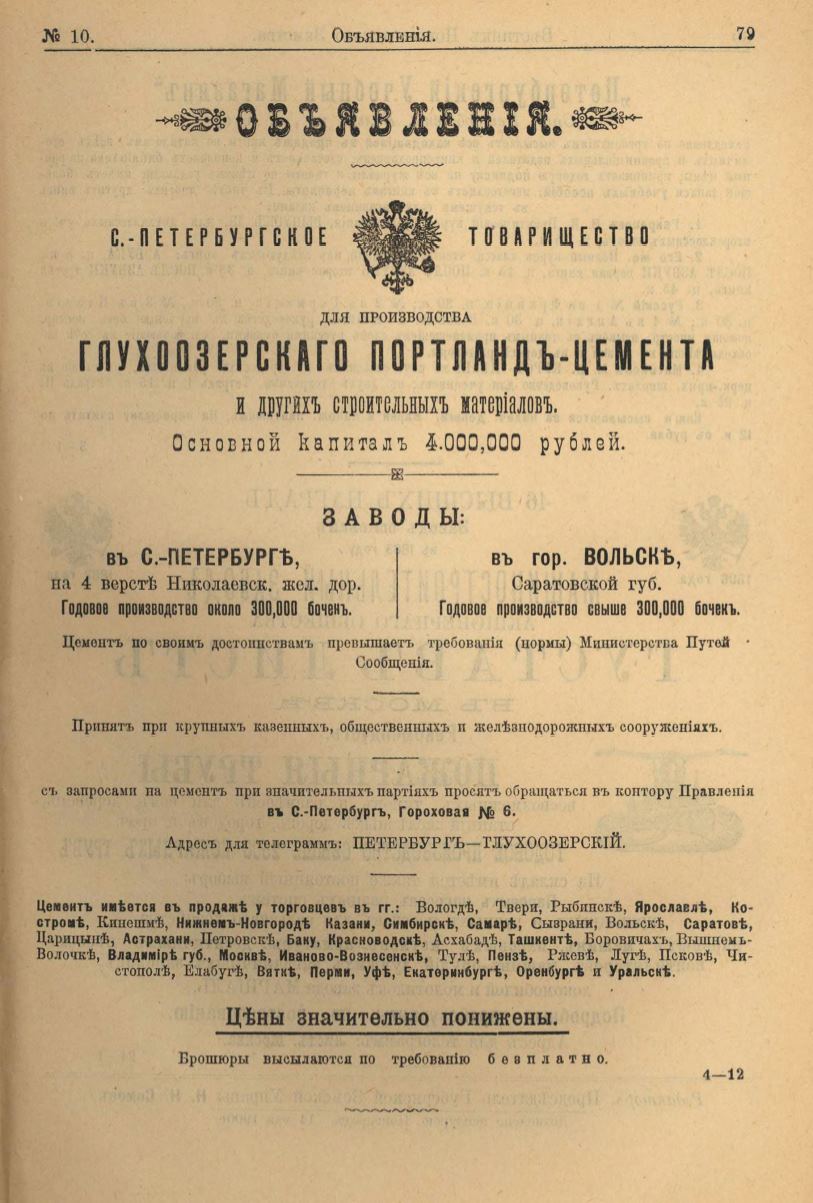 № 10. Объявленія. 79
ОБЪЯВЛЕНІЯ.
С.-ПЕТЕРБУРГСКОЕ ТОВАРИЩЕСТВО
ДЛЯ ПРОИЗВОДСТВА
ГЛУХООЗЕРСКАГО ПОРТЛАНДЪ-ЦЕМЕНТА
и другихъ строительныхъ матеріаловъ.
Основной капиталъ 4.000,000 рублей.
ЗАВОДЫ:
въ С.-ПЕТЕРБУРГѢ,
на 4 верстѣ Николаевск. жел. дор.
Годовое производство около 300,000 бочек.
въ гор. ВОЛЬСКѢ,
Саратовской губ.
Годовое производство свыше 300,000 бочекъ.
Цементъ по своимъ достоинствамъ превышаетъ требованія (нормы) Министерства Путей
Сообщенія.
Принятъ при крупныхъ казенныхъ, общественныхъ и желѣзнодорожныхъ сооруженіяхъ.
съ запросами на цементъ при значительныхъ партіяхъ просятъ обращаться въ контору Правленія
въ С.-Петербургъ, Гороховая № 6.
Адресъ для телеграммъ: ПЕТЕРБУРГЪ—ГЛУХООЗЕРСКІЙ.
Цементъ имѣется въ продажѣ у торговцевъ въ гг.: Вологдѣ, Твери, Рыбинскѣ, Ярославлѣ, Ко-
стромѣ, Кинешмѣ, Нижнемъ-Новгородѣ Казани, Симбирскѣ, Самарѣ, Сызрани, Вольскѣ, Саратовѣ,
Царицынѣ, Астрахани, Петровскѣ, Баку, Красноводскѣ, Асхабадѣ, Ташкентѣ, Боровичахъ, Вышнемъ-
Волочкѣ, Владимірѣ губ., Москвѣ, Иваново-Вознесенскѣ, Тулѣ, Пензѣ, Ржевѣ, Лугѣ, Псковѣ, Чи-
стополѣ, Елабугѣ, Вяткѣ, Перми, Уфѣ, Екатеринбургѣ, Оренбургѣ и Уральскѣ.
Цѣны значительно понижены.
Брошюры высылаются по требованію безплатно.
4—12